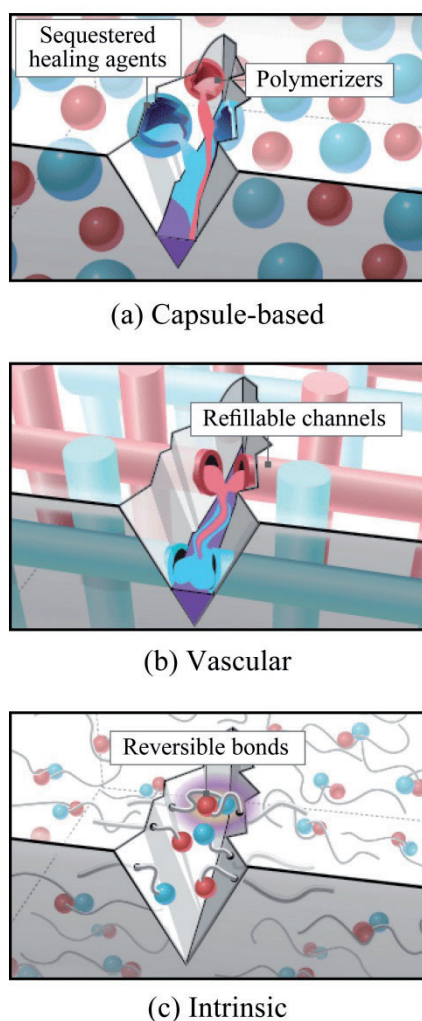 Sequestered
healing agents
Polymerizers
(a) Capsule-based
Refillable channels
(b) Vascular
Reversible bonds
(c) Intrinsic